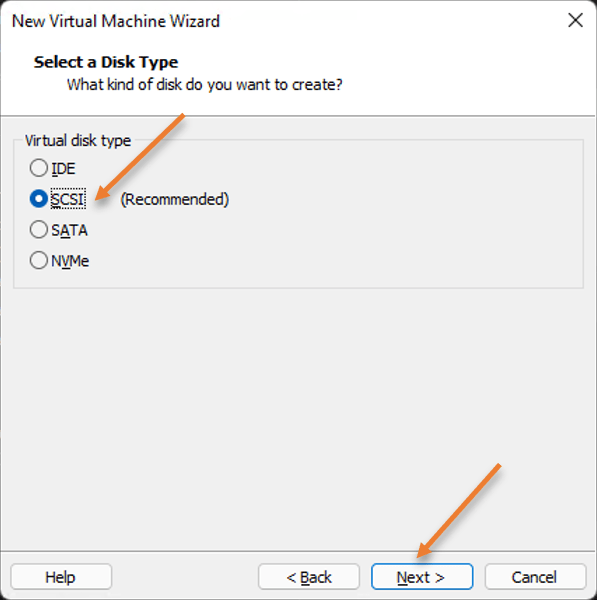 New Virtual Machine Wizard
Select a Disk Type
What kind of disk do you want to create?
Virtual disk type
IDE
SCSI (Recommended)
SATA
NVMe
Help < Back Next > Cancel